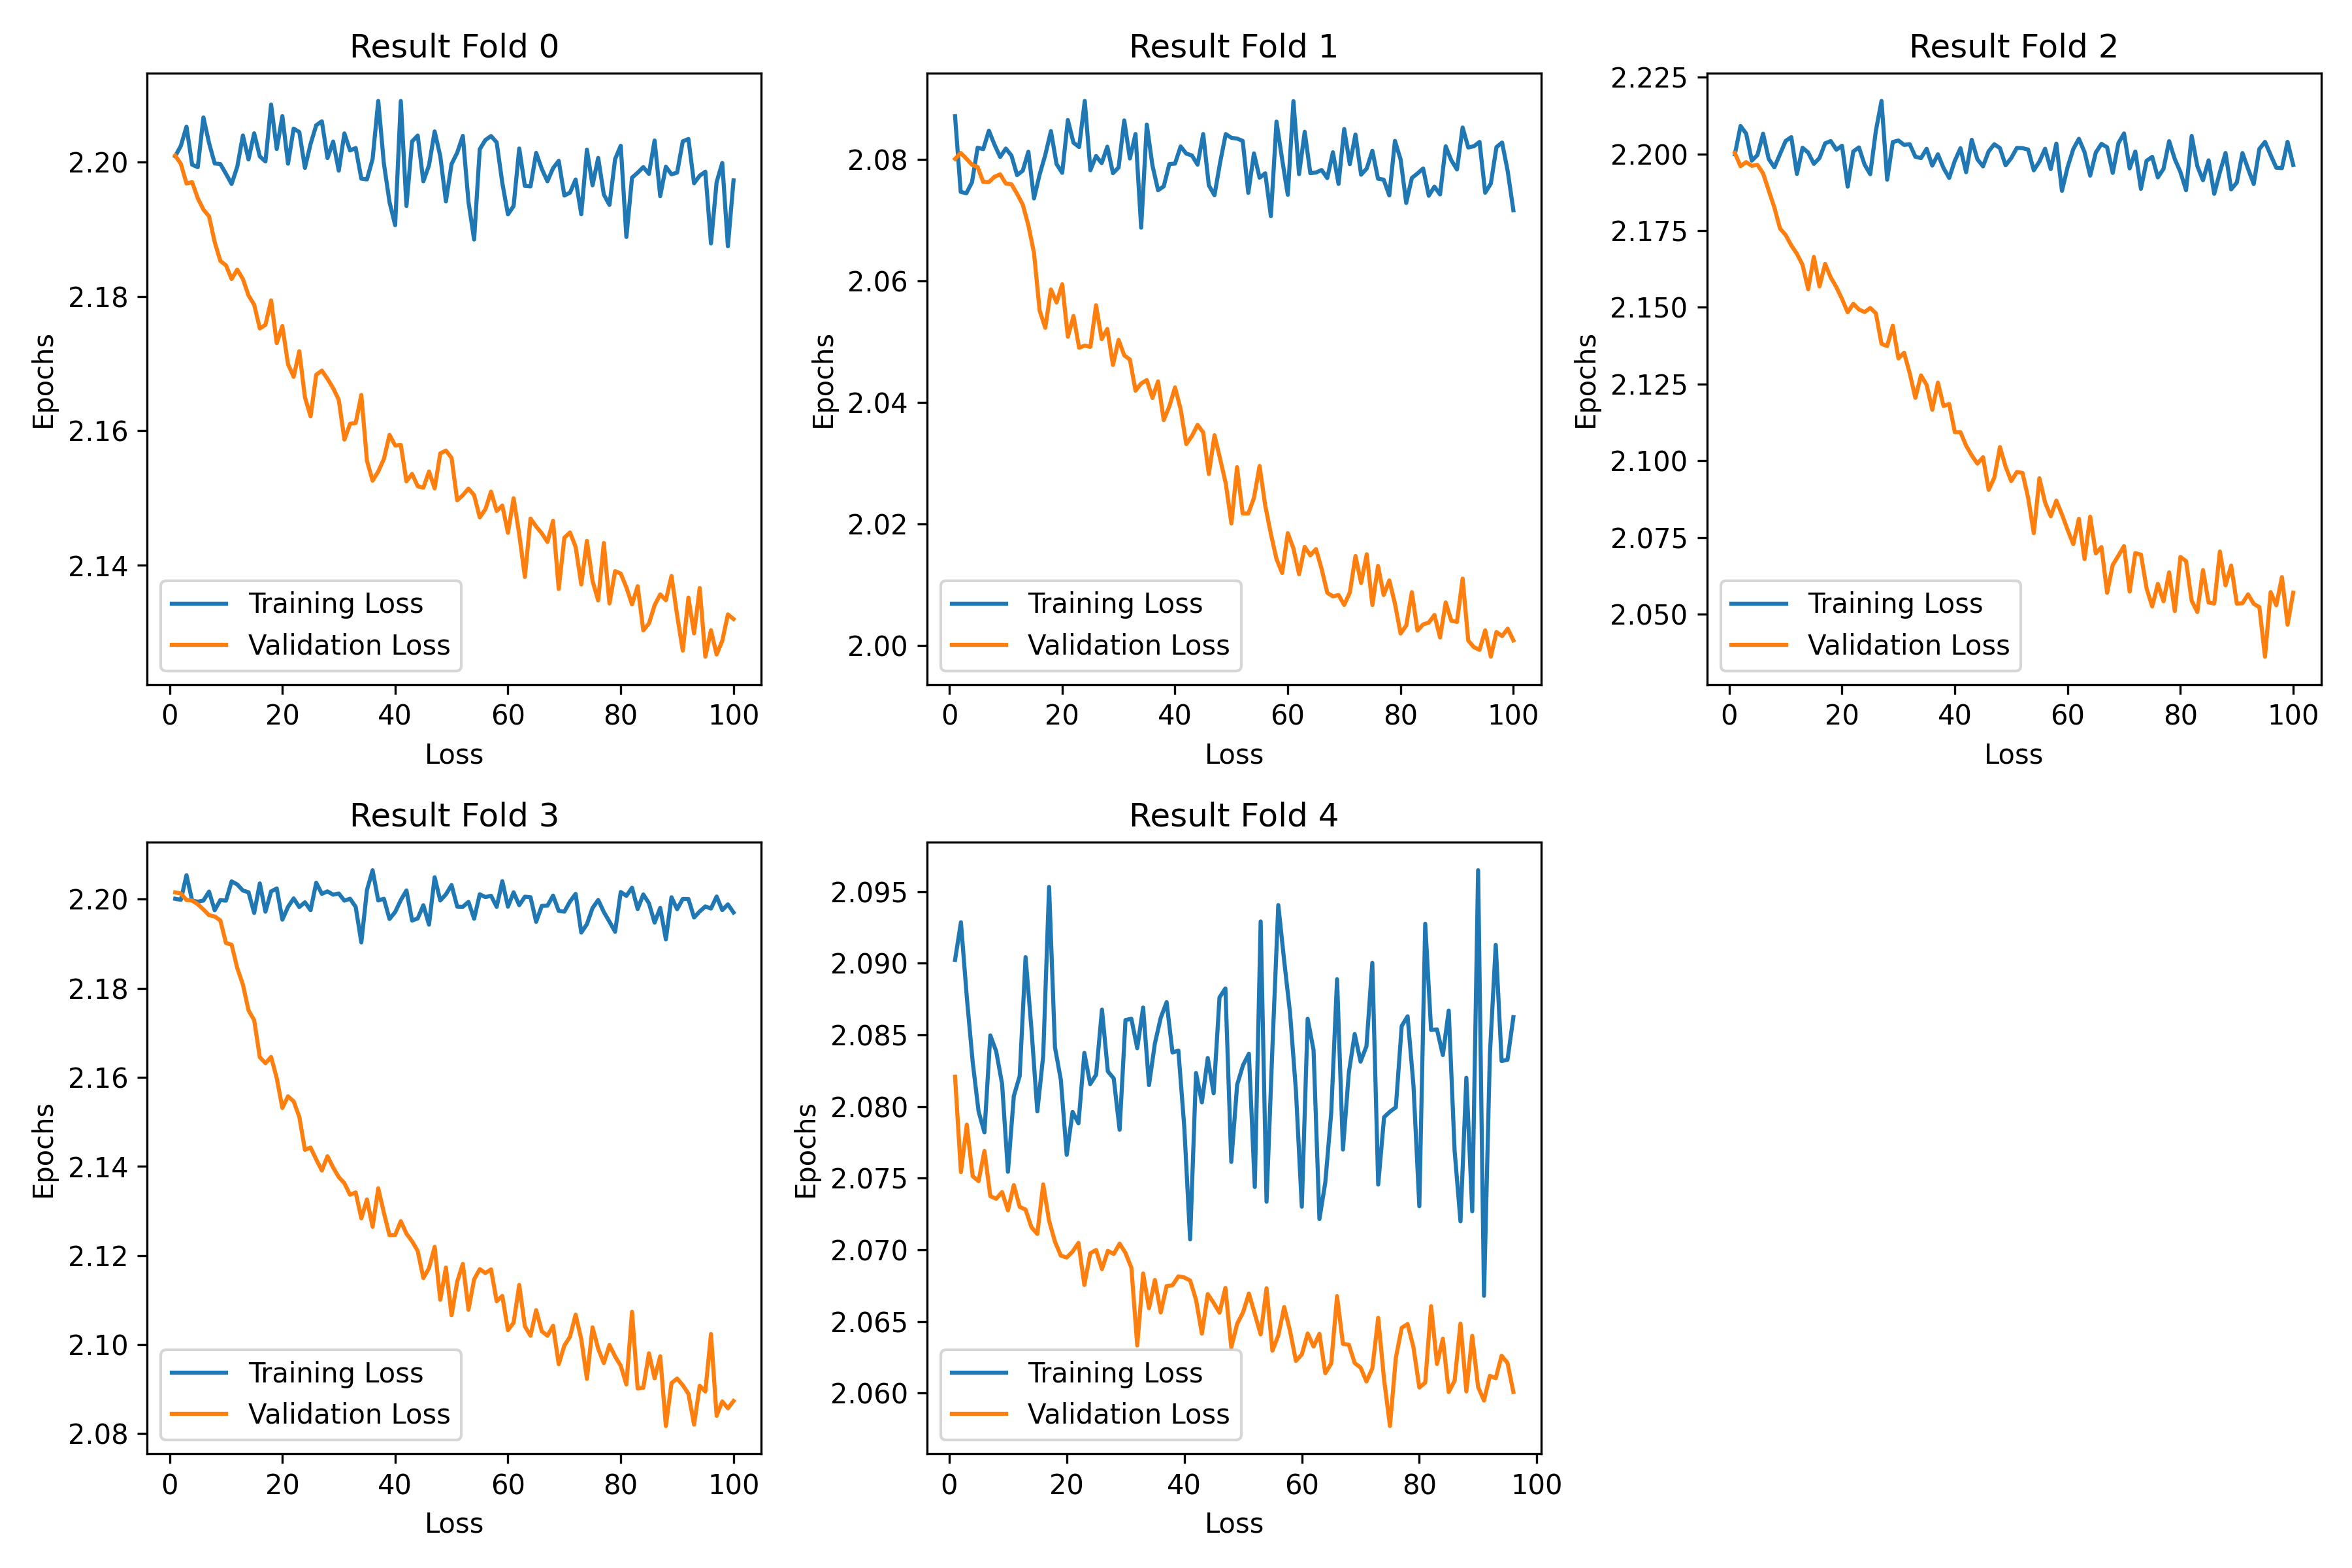 Result Fold 0
Epochs
2.20
2.18
2.16
2.14
Training Loss
Validation Loss
0 20 40 60 80 100
Loss
Result Fold 1
Epochs
2.08
2.06
2.04
2.02
2.00
Training Loss
Validation Loss
0 20 40 60 80 100
Loss
Result Fold 2
Epochs
2.225
2.200
2.175
2.150
2.125
2.100
2.075
2.050
Training Loss
Validation Loss
0 20 40 60 80 100
Loss
Result Fold 3
Epochs
2.20
2.18
2.16
2.14
2.12
2.10
2.08
Training Loss
Validation Loss
0 20 40 60 80 100
Loss
Result Fold 4
Epochs
2.095
2.090
2.085
2.080
2.075
2.070
2.065
2.060
Training Loss
Validation Loss
0 20 40 60 80 100
Loss